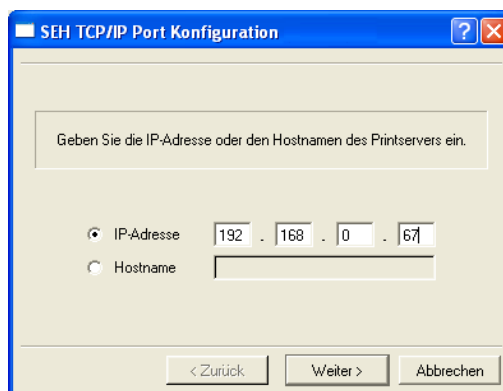 SEH TCP/IP Port Konfiguration
Geben Sie die IP-Adresse oder den Hostnamen des Printservers ein.
IP-Adresse 192 . 168 . 0 . 67
Hostname
< Zurück Weiter > Abbrechen